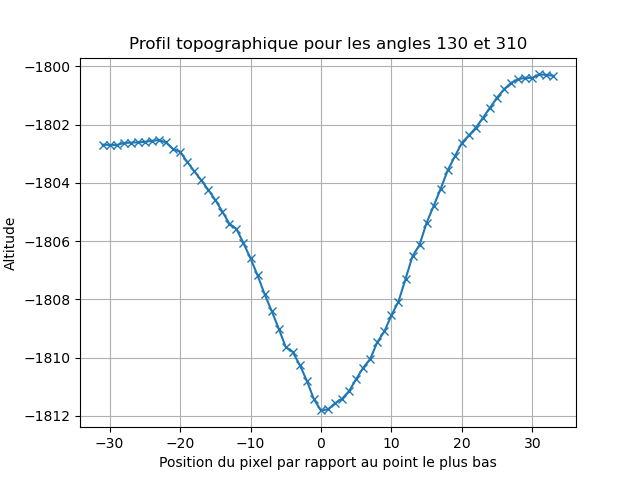 Profil topographique pour les angles 130 et 310
−1800
−1802
−1804
−1806
−1808
−1810
−1812
Altitude
−30 −20 −10 0 10 20 30
Position du pixel par rapport au point le plus bas